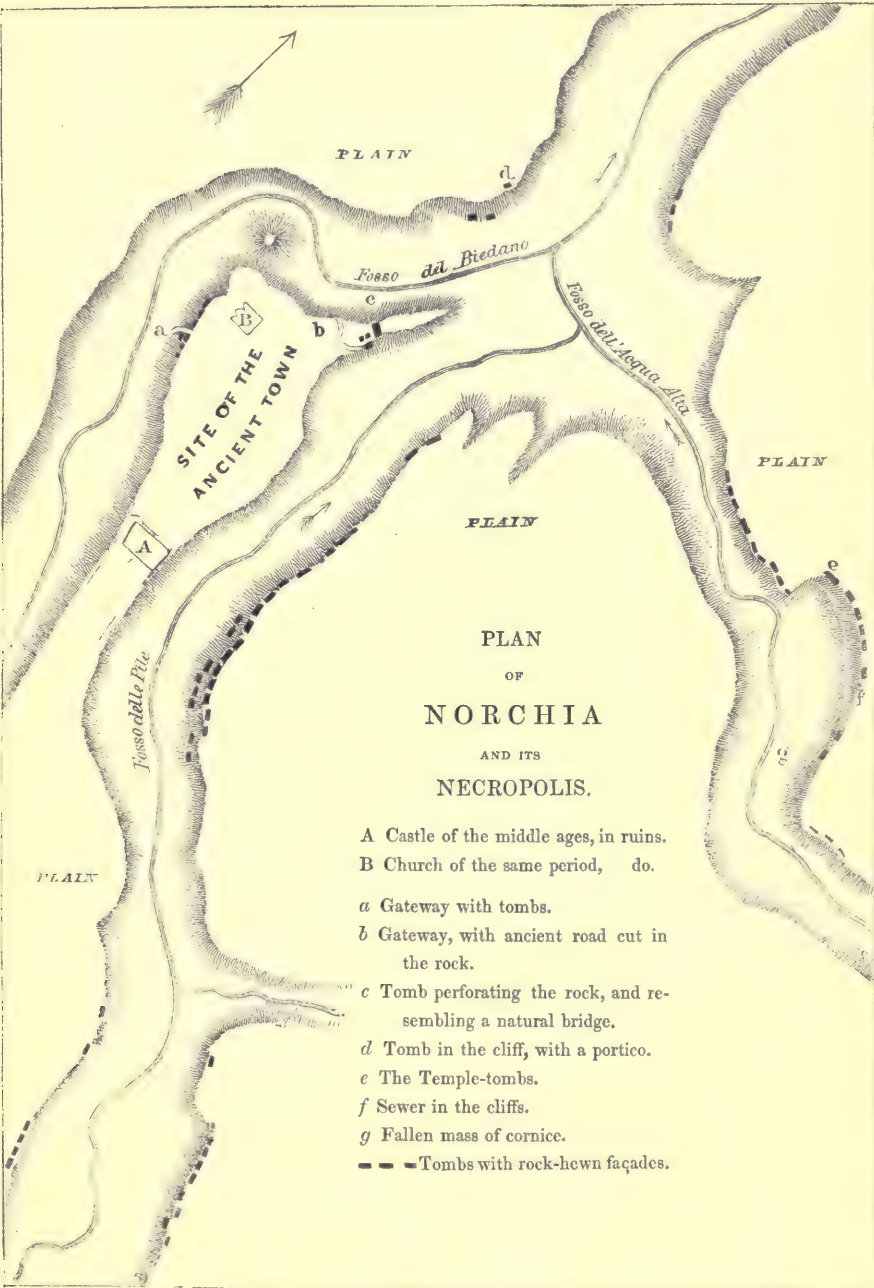 PLAIN
d
Fosso del Biedano
c
a
B
b
Fosso dell'Acqua Alta
SITE OF THE
ANCIENT TOWN
PLAIN
PLAIN
A
e
Fosso delle Pile
f
g
PLAIN
PLAN
OF
NORCHIA
AND ITS
NECROPOLIS.
A Castle of the middle ages, in ruins.
B Church of the same period, do.
a Gateway with tombs.
b Gateway, with ancient road cut in
the rock.
c Tomb perforating the rock, and re-
sembling a natural bridge.
d Tomb in the cliff, with a portico.
e The Temple-tombs.
f Sewer in the cliffs.
g Fallen mass of cornice.
Tombs with rock-hewn façades.